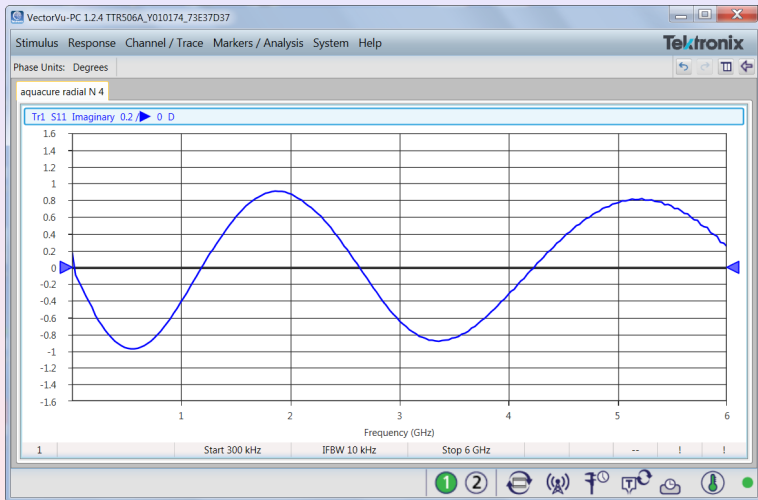 VectorVu-PC 1.2.4 TTR506A_Y010174_73E37D37
Stimulus Response Channel / Trace Markers / Analysis System Help
Tektronix
Phase Units: Degrees
aquacure radial N 4
Tr1 S11 Imaginary 0.2 / 0 D
1.6
1.4
1.2
1
0.8
0.6
0.4
0.2
0
-0.2
-0.4
-0.6
-0.8
-1
-1.2
-1.4
-1.6
1 2 3 4 5 6
Frequency (GHz)
1 Start 300 kHz IFBW 10 kHz Stop 6 GHz -- ! !
1 2 T